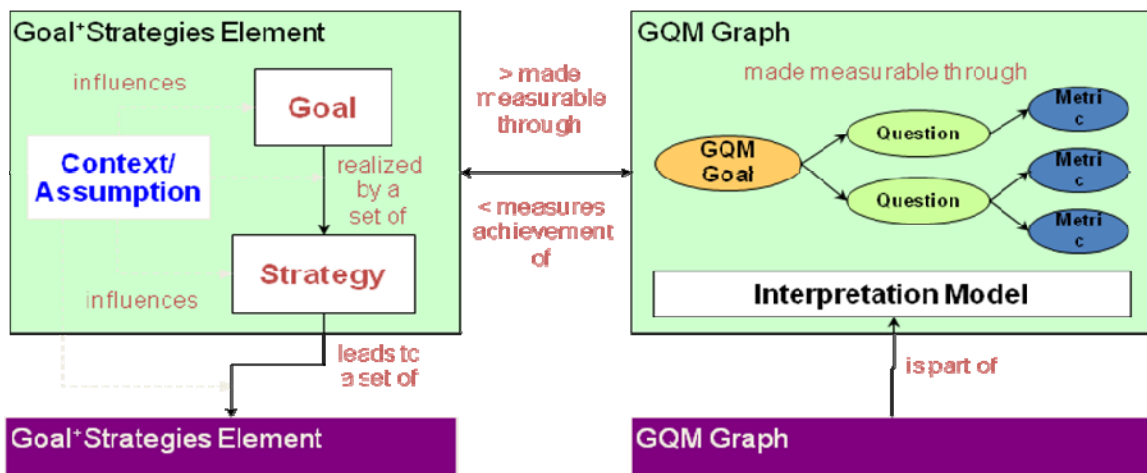 Goal+Strategies Element
influences
Goal
Context/
Assumption
realized
by a
set of
Strategy
influences
leads to
a set of
Goal+Strategies Element
> made
measurable
through
< measures
achievement
of
GQM Graph
made measurable through
GQM
Goal
Question
Question
Metri
c
Metri
c
Metri
c
Interpretation Model
is part of
GQM Graph